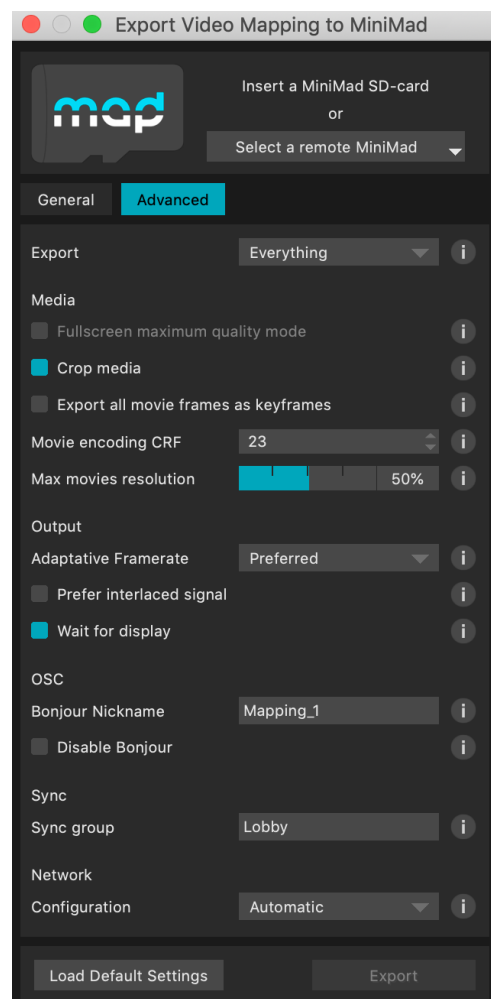 Export Video Mapping to MiniMad
map
Insert a MiniMad SD-card
or
Select a remote MiniMad
General
Advanced
Export
Everything
Media
Fullscreen maximum quality mode
Crop media
Export all movie frames as keyframes
Movie encoding CRF
23
Max movies resolution
50%
Output
Adaptative Framerate
Preferred
Prefer interlaced signal
Wait for display
OSC
Bonjour Nickname
Mapping_1
Disable Bonjour
Sync
Sync group
Lobby
Network
Configuration
Automatic
Load Default Settings
Export